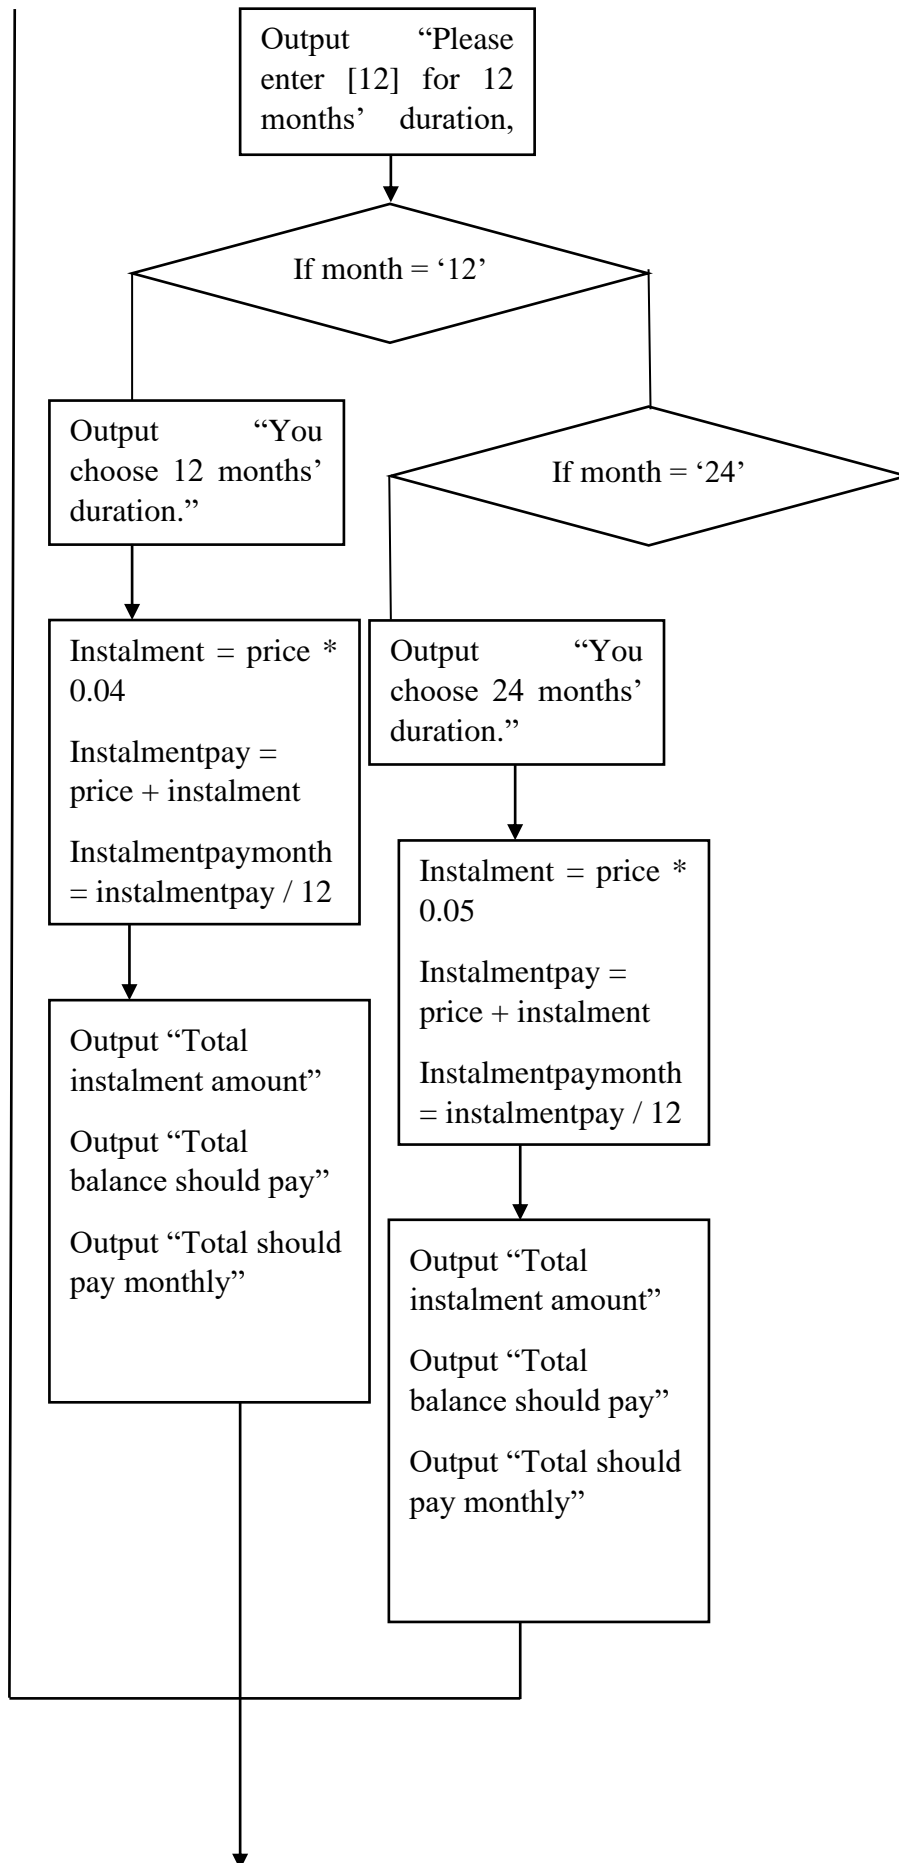 Output “Please
enter [12] for 12
months’ duration,
If month = ‘12’
Output “You
choose 12 months’
duration.”
If month = ‘24’
Instalment = price *
0.04
Instalmentpay =
price + instalment
Instalmentpaymonth
= instalmentpay / 12
Output “You
choose 24 months’
duration.”
Instalment = price *
0.05
Instalmentpay =
price + instalment
Instalmentpaymonth
= instalmentpay / 12
Output “Total
instalment amount”
Output “Total
balance should pay”
Output “Total should
pay monthly”
Output “Total
instalment amount”
Output “Total
balance should pay”
Output “Total should
pay monthly”